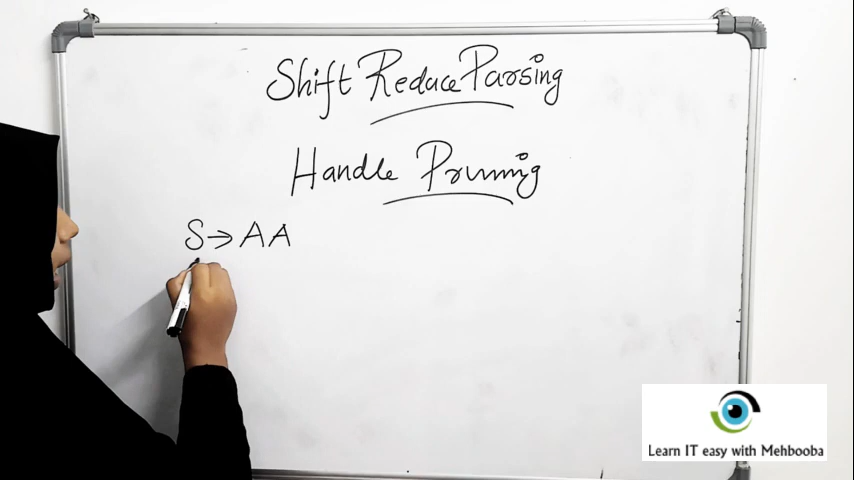 Shift Reduce Parsing
Handle Pruning
S→AA
Learn IT easy with Mehbooba